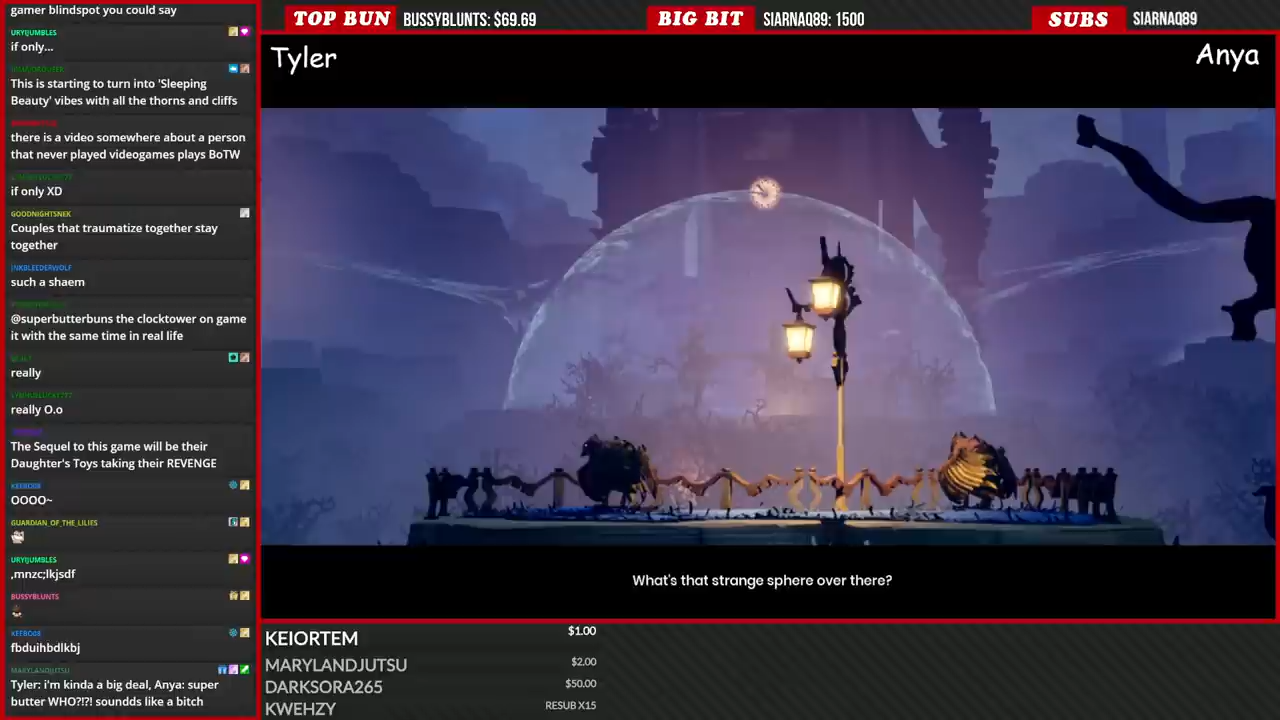 gamer blindspot you could say
URYIJUMBLES
if only...
This is starting to turn into 'Sleeping
Beauty' vibes with all the thorns and cliffs
there is a video somewhere about a person
that never played videogames plays BoTW
if only XD
GOODNIGHTSNEK
Couples that traumatize together stay
together
INKBLEEDERWOLF
such a shaem
@superbutterbuns the clocktower on game
it with the same time in real life
really
really O.o
The Sequel to this game will be their
Daughter's Toys taking their REVENGE
KEEBO08
OOOO~
GUARDIAN_OF_THE_LILIES
URYIJUMBLES
,mnzc;lkjsdf
BUSSYBLUNTS
KEEBO08
fbduihbdlkbj
MARYLANDJUTSU
Tyler: i'm kinda a big deal, Anya: super
butter WHO?!?! soundds like a bitch
TOP BUN BUSSYBLUNTS: $69.69 BIG BIT SIARNAQ89: 1500 SUBS SIARNAQ89
Tyler Anya
What's that strange sphere over there?
KEIORTEM $1.00
MARYLANDJUTSU $2.00
DARKSORA265 $50.00
KWEHZY RESUB X15